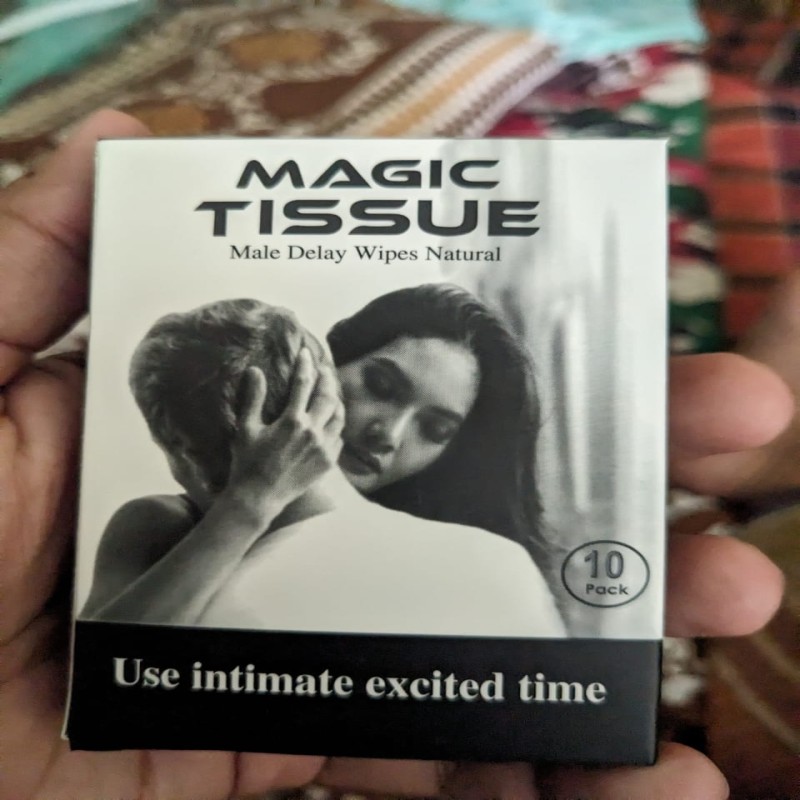 MAGIC
TISSUE
Male Delay Wipes Natural
10
Pack
Use intimate excited time